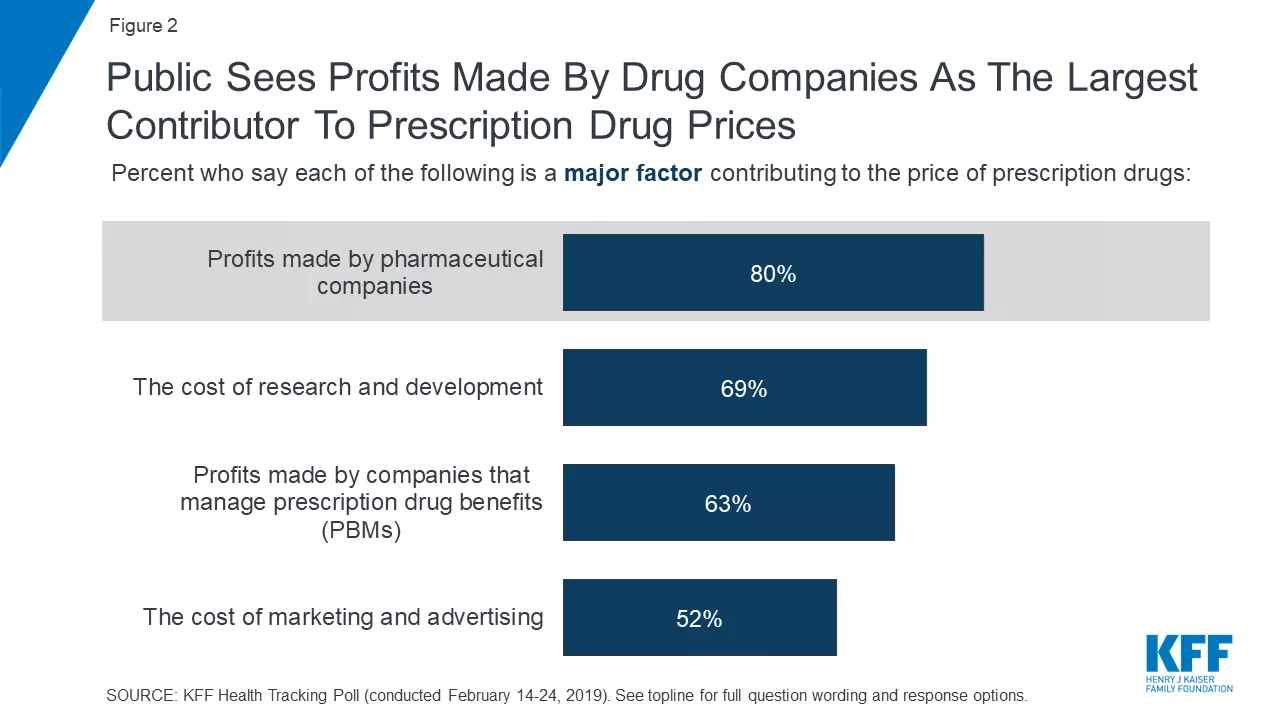 Figure 2
Public Sees Profits Made By Drug Companies As The Largest
Contributor To Prescription Drug Prices
Percent who say each of the following is a major factor contributing to the price of prescription drugs:
Profits made by pharmaceutical
companies
80%
The cost of research and development
69%
Profits made by companies that
manage prescription drug benefits
(PBMs)
63%
The cost of marketing and advertising
52%
KFF
HENRY J KAISER
FAMILY FOUNDATION
SOURCE: KFF Health Tracking Poll (conducted February 14-24, 2019). See topline for full question wording and response options.